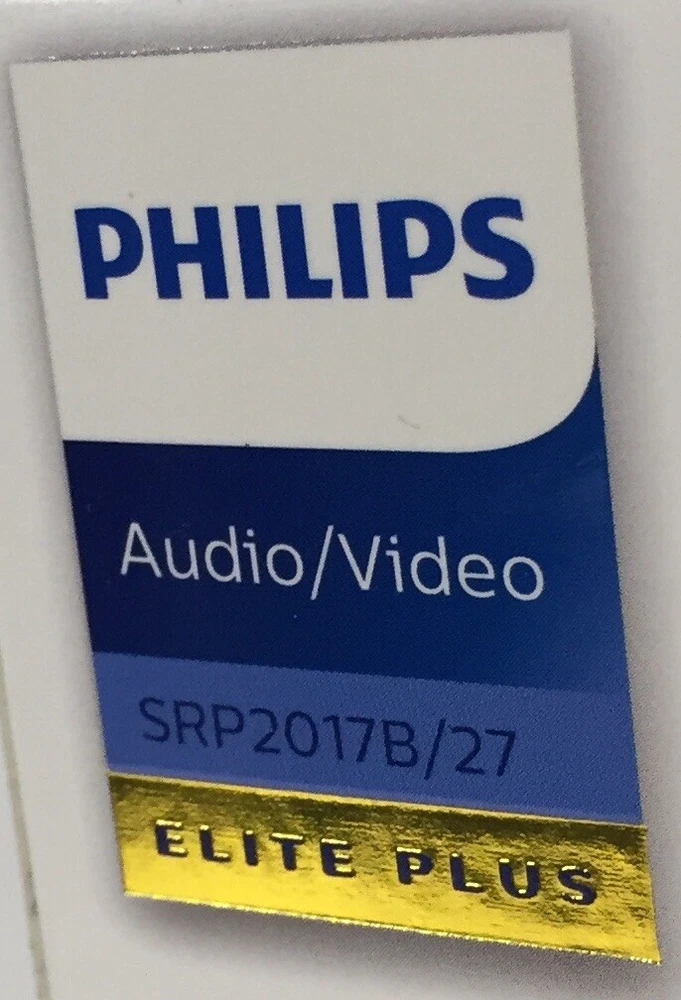 PHILIPS
Audio/Video
SRP2017B/27
ELITE PLUS